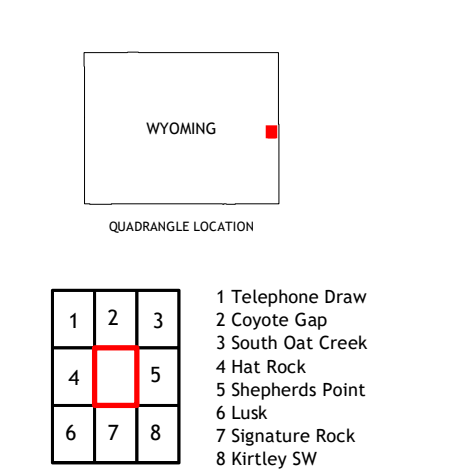 WYOMING
QUADRANGLE LOCATION
1 2 3
4 5
6 7 8
1 Telephone Draw
2 Coyote Gap
3 South Oat Creek
4 Hat Rock
5 Shepherds Point
6 Lusk
7 Signature Rock
8 Kirtley SW